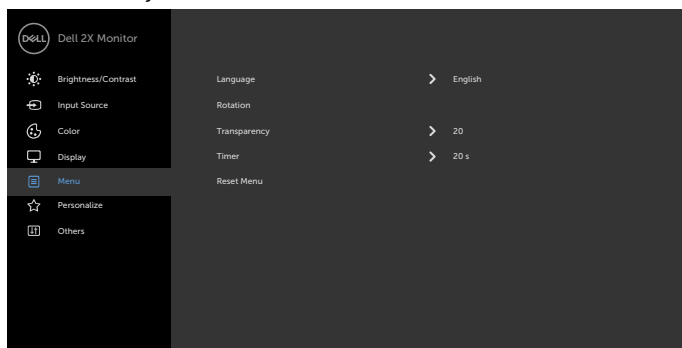 DELL Dell 2X Monitor
Brightness/Contrast
Input Source
Color
Display
Menu
Personalize
Others
Language English
Rotation
Transparency 20
Timer 20 s
Reset Menu